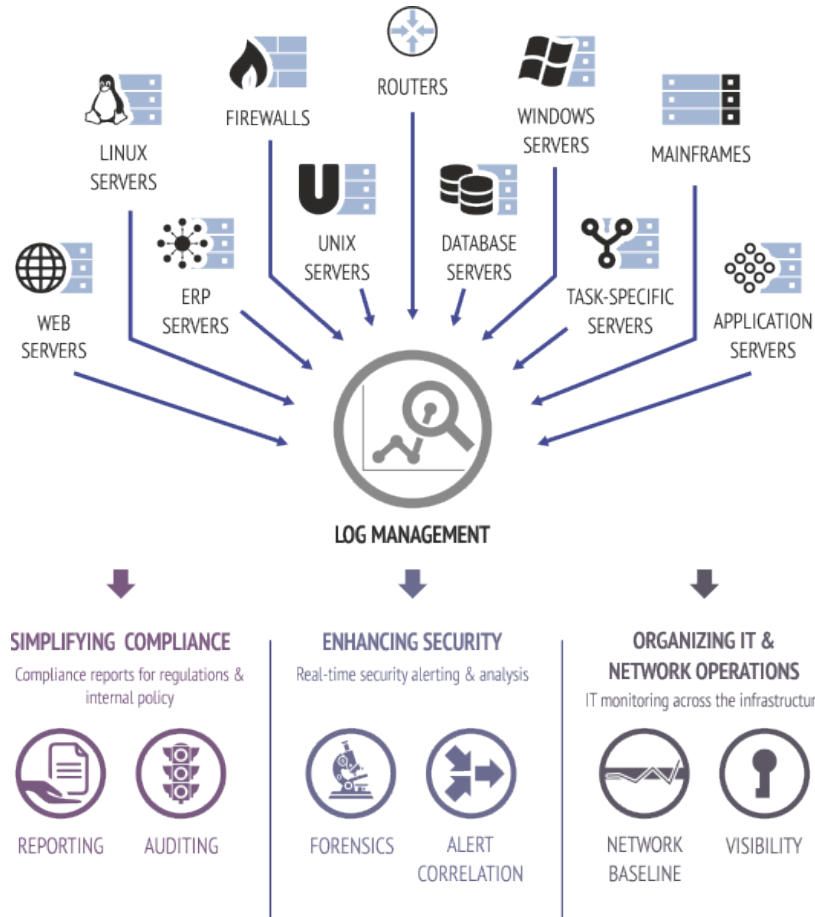 ROUTERS
FIREWALLS
WINDOWS
SERVERS
LINUX
SERVERS
MAINFRAMES
U
UNIX
SERVERS
DATABASE
SERVERS
ERP
SERVERS
TASK-SPECIFIC
SERVERS
WEB
SERVERS
APPLICATION
SERVERS
LOG MANAGEMENT
SIMPLIFYING COMPLIANCE
Compliance reports for regulations &
internal policy
REPORTING
AUDITING
ENHANCING SECURITY
Real-time security alerting & analysis
FORENSICS
ALERT
CORRELATION
ORGANIZING IT &
NETWORK OPERATIONS
IT monitoring across the infrastructur
NETWORK
BASELINE
VISIBILITY